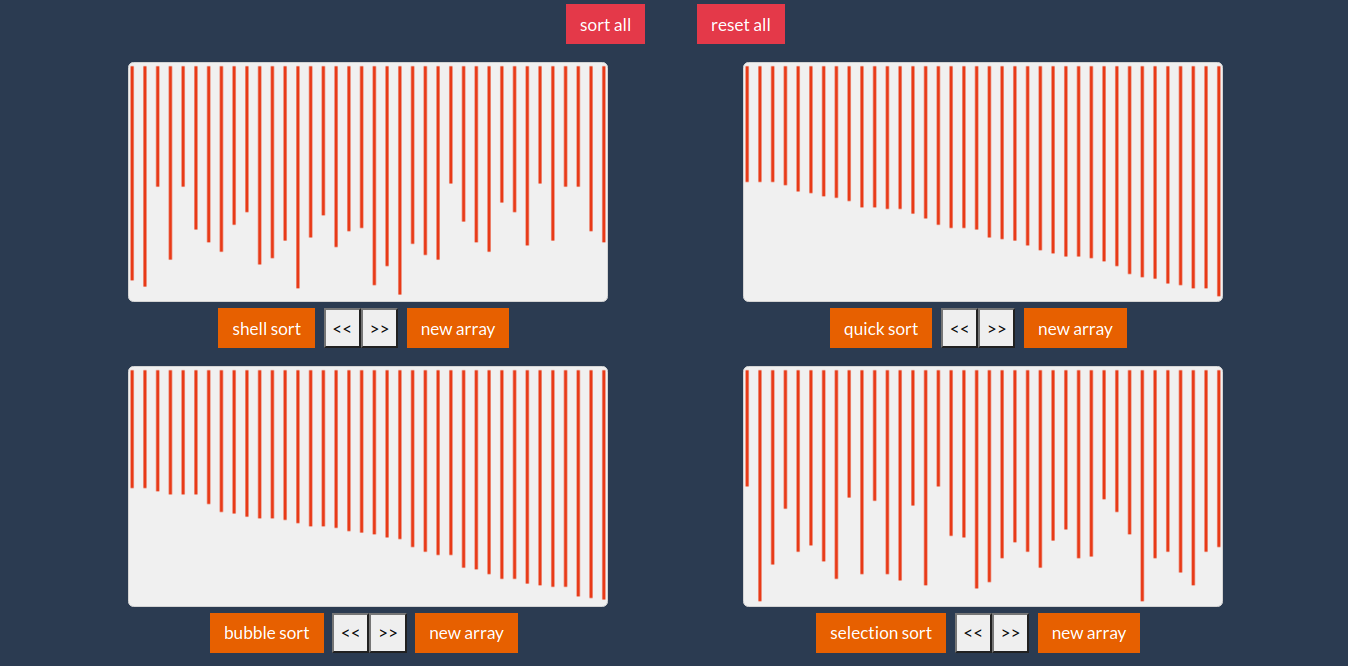 sort all reset all
shell sort << >> new array
quick sort << >> new array
bubble sort << >> new array
selection sort << >> new array